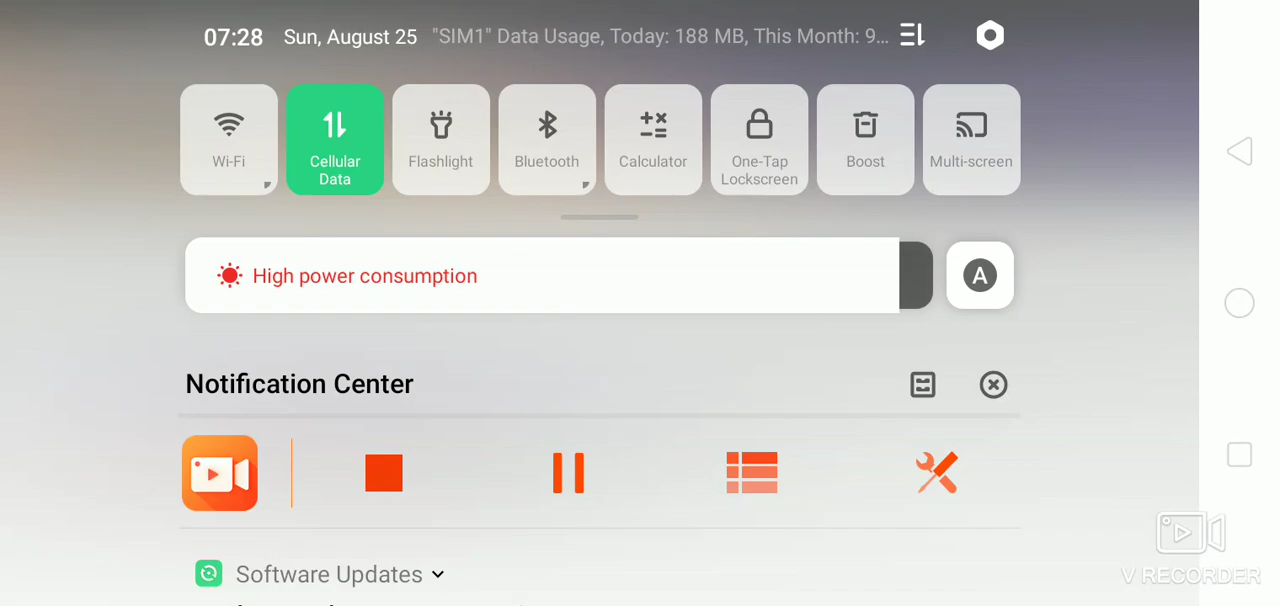 07:28 Sun, August 25 "SIM1" Data Usage, Today: 188 MB, This Month: 9...
Wi-Fi
Cellular
Data
Flashlight
Bluetooth
Calculator
One-Tap
Lockscreen
Boost
Multi-screen
High power consumption
A
Notification Center
Software Updates
V RECORDER